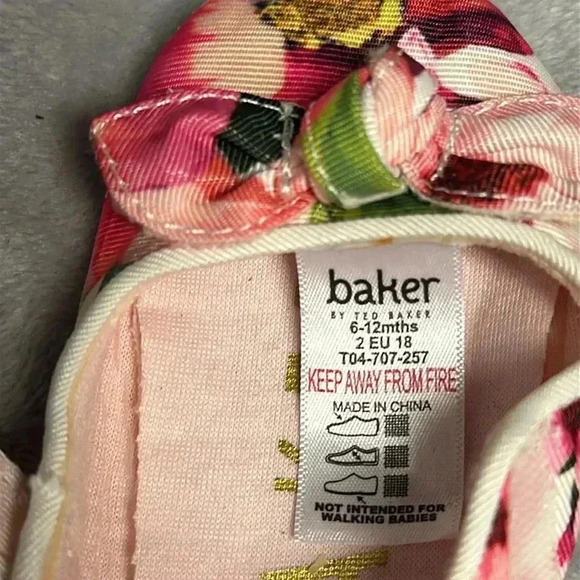 baker
BY TED BAKER
6-12mths
2 EU 18
T04-707-257
KEEP AWAY FROM FIRE
MADE IN CHINA
NOT INTENDED FOR
WALKING BABIES